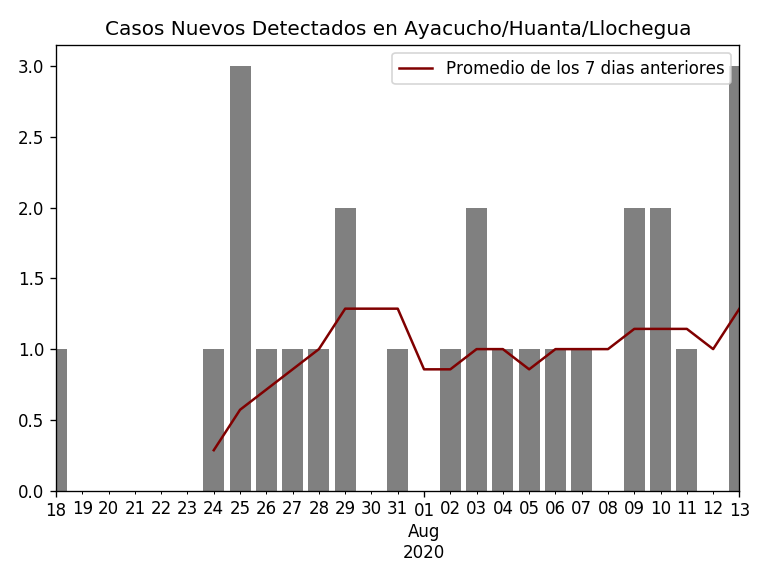 Casos Nuevos Detectados en Ayacucho/Huanta/Llochegua
Promedio de los 7 dias anteriores
3.0
2.5
2.0
1.5
1.0
0.5
0.0
18 19 20 21 22 23 24 25 26 27 28 29 30 31 01 02 03 04 05 06 07 08 09 10 11 12 13
Aug
2020